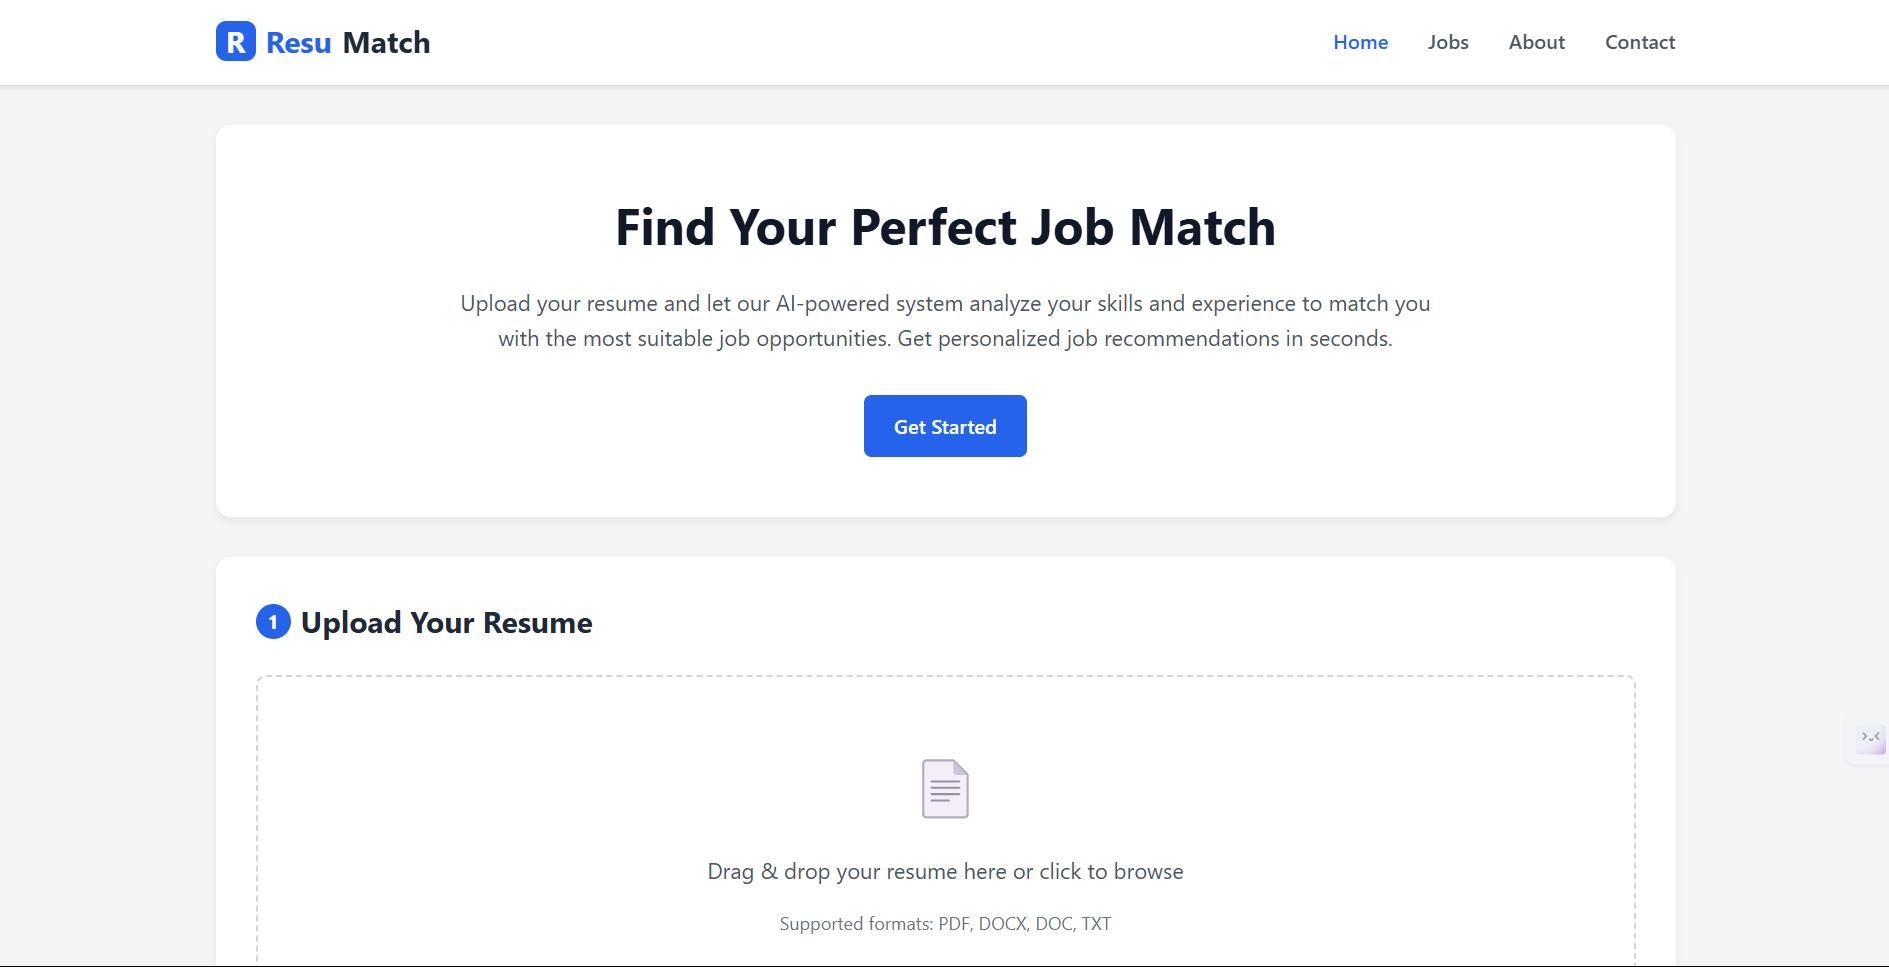 R Resu Match
Home Jobs About Contact
Find Your Perfect Job Match
Upload your resume and let our AI-powered system analyze your skills and experience to match you
with the most suitable job opportunities. Get personalized job recommendations in seconds.
Get Started
1 Upload Your Resume
Drag & drop your resume here or click to browse
Supported formats: PDF, DOCX, DOC, TXT